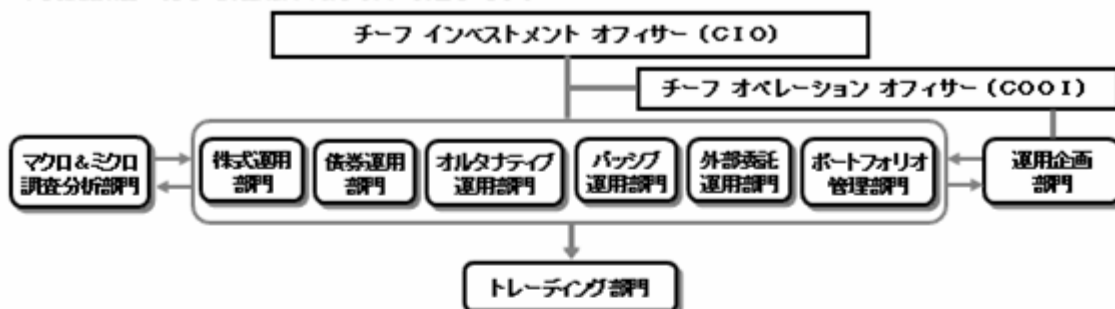 チーフ インベストメント オフィサー (CIO)
チーフ オペレーション オフィサー (COOI)
マクロ&ミクロ
調査分析部門
株式運用
部門
債券運用
部門
オルタナティブ
運用部門
パッシブ
運用部門
外部委託
運用部門
ポートフォリオ
管理部門
運用企画
部門
トレーディング部門